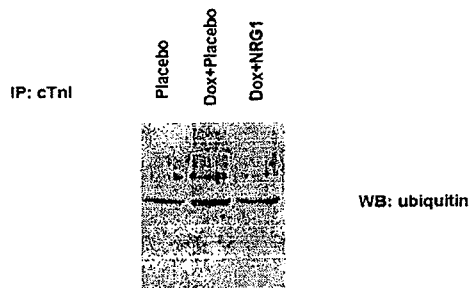 Placebo
Dox+Placebo
Dox+NRG1
IP: cTnI
WB: ubiquitin